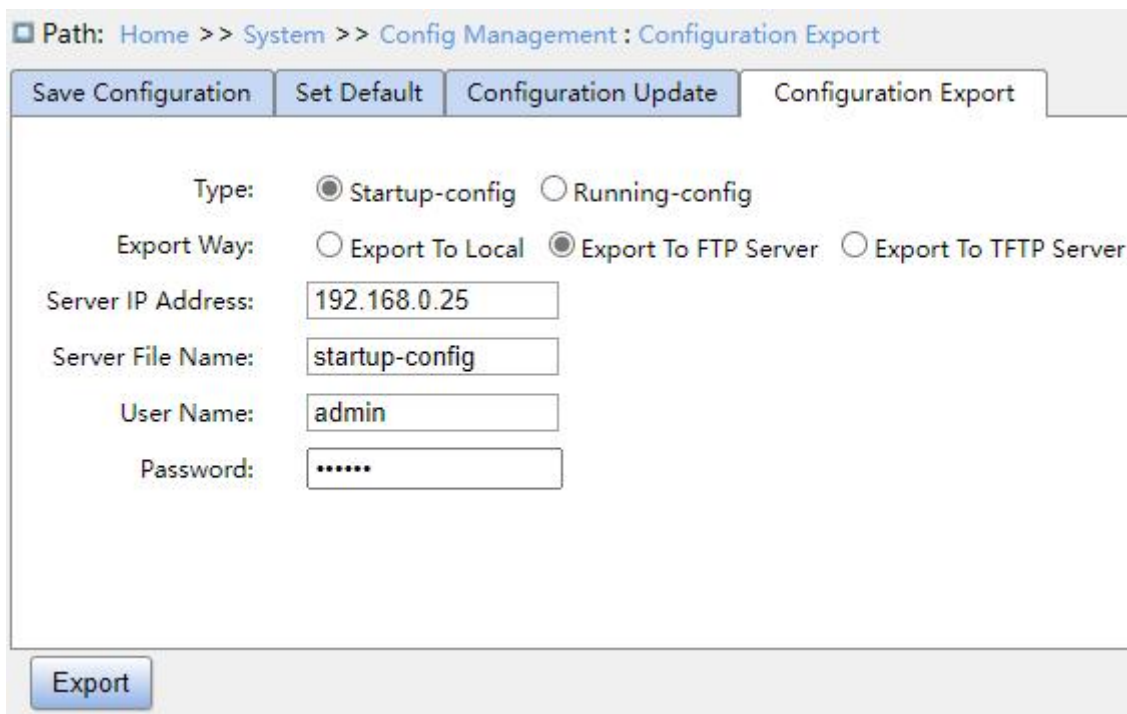 Path: Home >> System >> Config Management : Configuration Export
Save Configuration Set Default Configuration Update Configuration Export
Type: Startup-config Running-config
Export Way: Export To Local Export To FTP Server Export To TFTP Server
Server IP Address: 192.168.0.25
Server File Name: startup-config
User Name: admin
Password: ••••••
Export